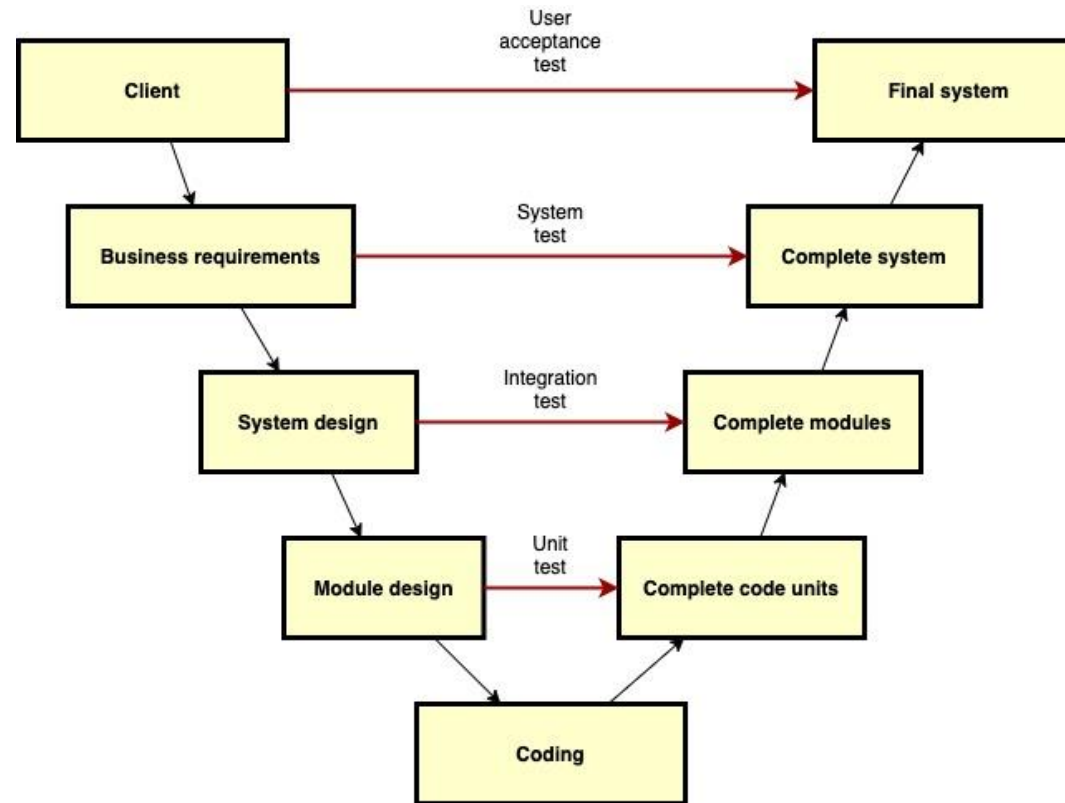 User
acceptance
test
Client
Final system
System
test
Business requirements
Complete system
Integration
test
System design
Complete modules
Unit
test
Module design
Complete code units
Coding